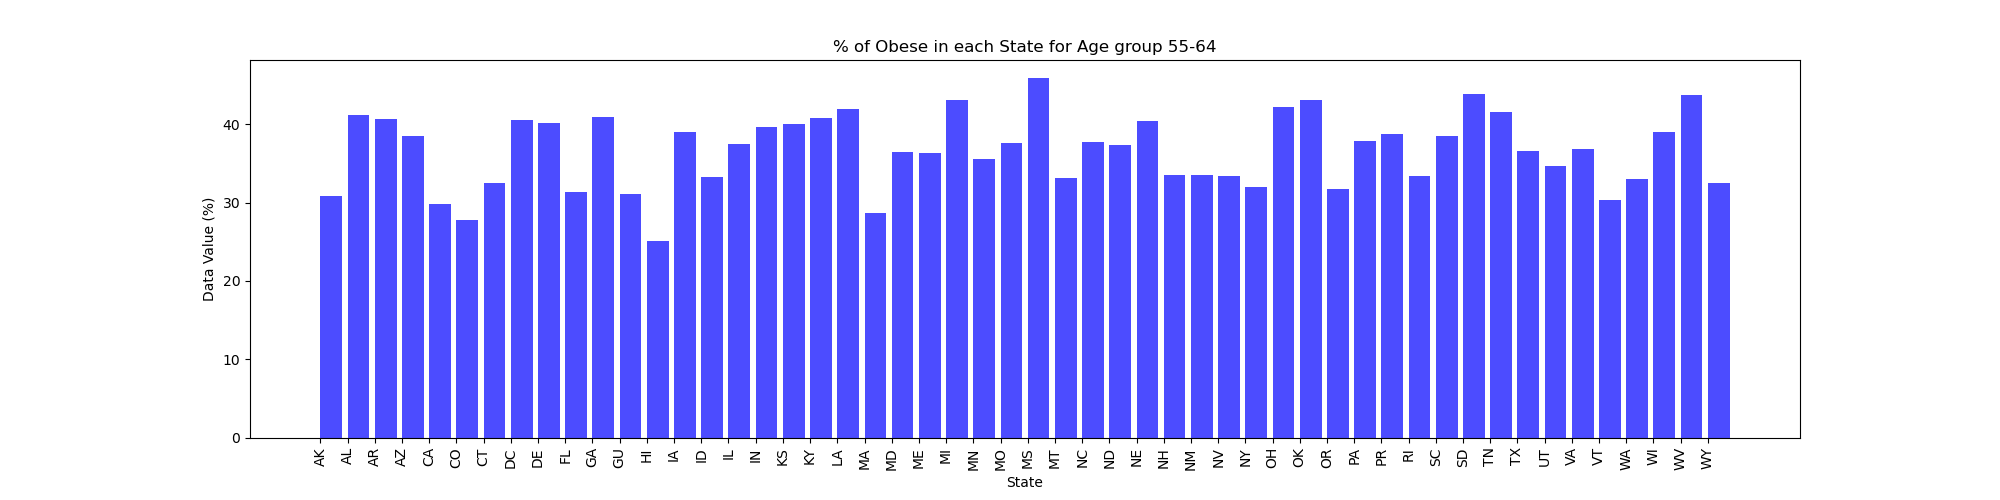 % of Obese in each State for Age group 55-64
Data Value (%)
40
30
20
10
0
AK AL AR AZ CA CO CT DC DE FL GA GU HI IA ID IL IN KS KY LA MA MD ME MI MN MO MS MT NC ND NE NH NM NV NY OH OK OR PA PR RI SC SD TN TX UT VA VT WA WI WV WY
State